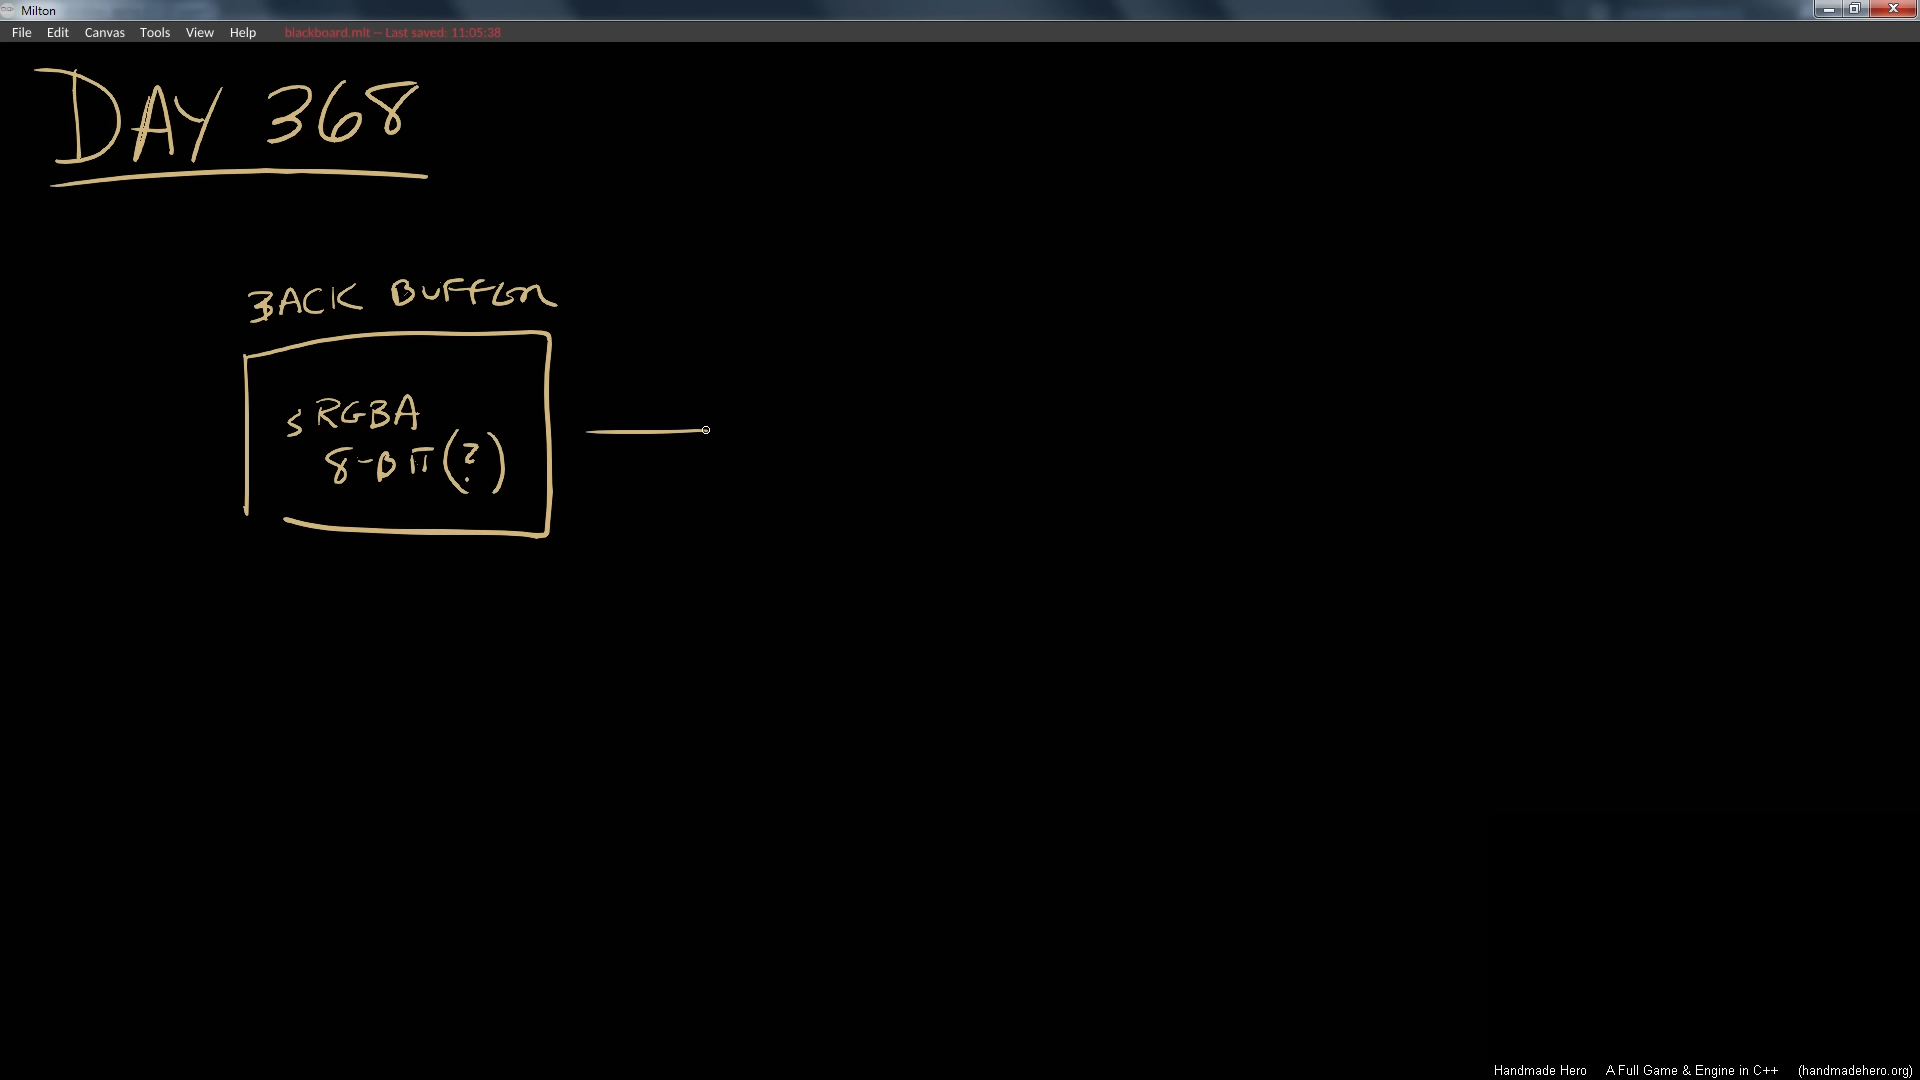 Milton
File Edit Canvas Tools View Help blackboard.mlt -- Last saved: 11:05:38
DAY 368
BACK BUFFER
sRGBA
8-BIT(?)
Handmade Hero A Full Game & Engine in C++ (handmadehero.org)